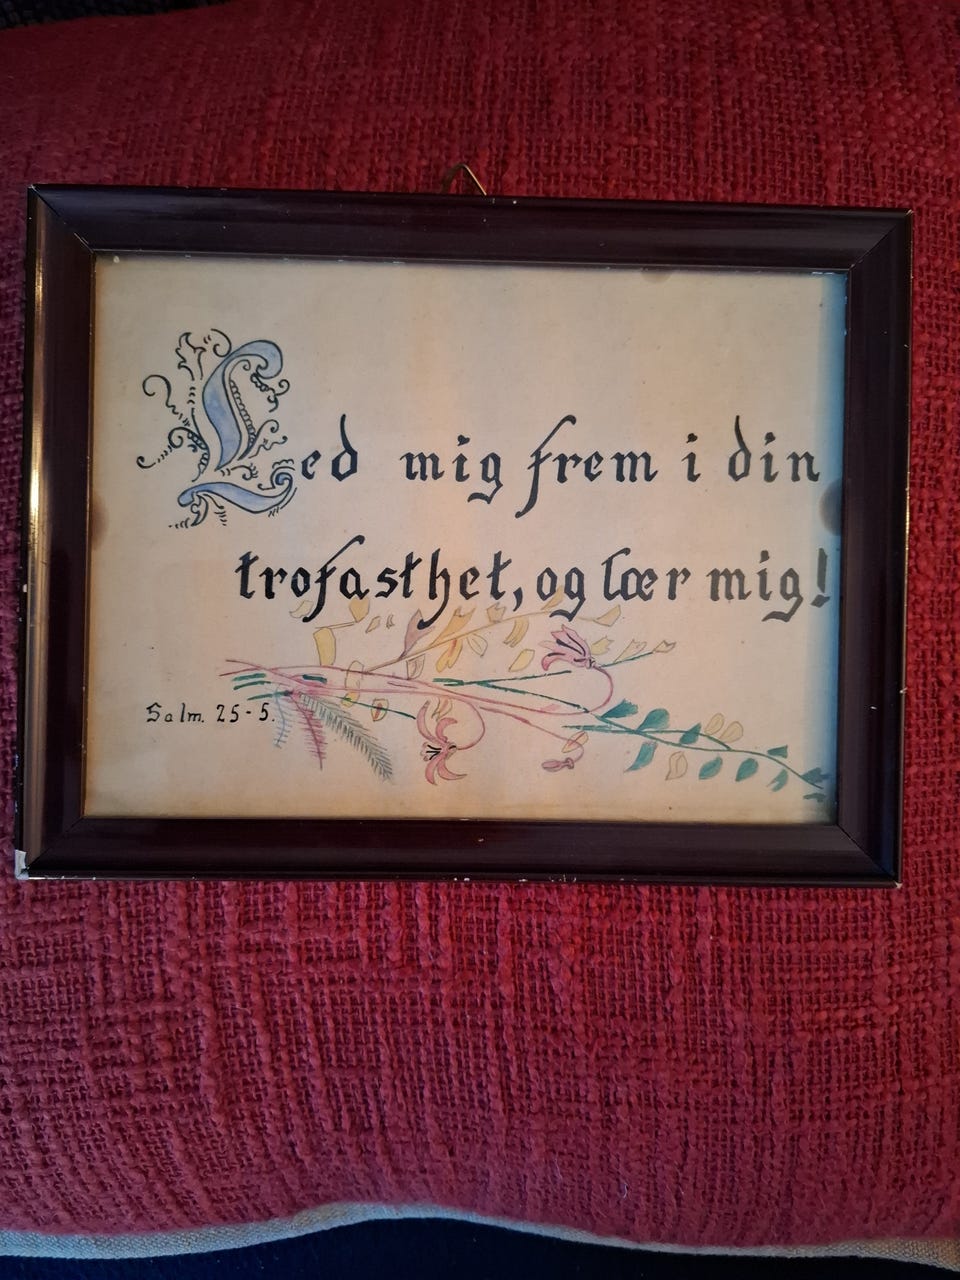 Led mig frem i din
trofasthet, og lær mig!
Salm. 25-5.